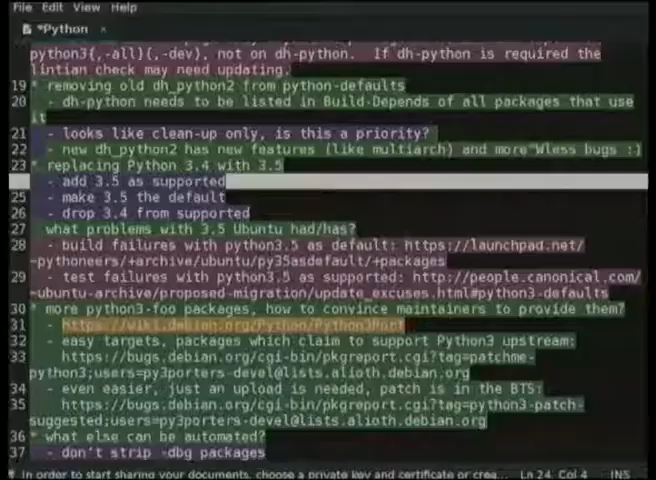 File Edit View Help
*Python ×
python3{,-all}{,-dev}, not on dh-python. If dh-python is required the
lintian check may need updating.
19 * removing old dh_python2 from python-defaults
20 - dh-python needs to be listed in Build-Depends of all packages that use
it
21 - looks like clean-up only, is this a priority?
22 - new dh_python2 has new features (like multiarch) and more"Wless bugs :)
23 * replacing Python 3.4 with 3.5
- add 3.5 as supported
25 - make 3.5 the default
26 - drop 3.4 from supported
27 what problems with 3.5 Ubuntu had/has?
28 - build failures with python3.5 as default: https://launchpad.net/
~pythoneers/+archive/ubuntu/py35asdefault/+packages
29 - test failures with python3.5 as supported: http://people.canonical.com/
~ubuntu-archive/proposed-migration/update_excuses.html#python3-defaults
30 * more python3-foo packages, how to convince maintainers to provide them?
31 - https://wiki.debian.org/Python/Python3Port
32 - easy targets, packages which claim to support Python3 upstream:
33 https://bugs.debian.org/cgi-bin/pkgreport.cgi?tag=patchme-
python3;users=py3porters-devel@lists.alioth.debian.org
34 - even easier, just an upload is needed, patch is in the BTS:
35 https://bugs.debian.org/cgi-bin/pkgreport.cgi?tag=python3-patch-
suggested;users=py3porters-devel@lists.alioth.debian.org
36 * what else can be automated?
37 - don't strip -dbg packages
* In order to start sharing your documents, choose a private key and certificate or crea... Ln 24, Col 4 INS